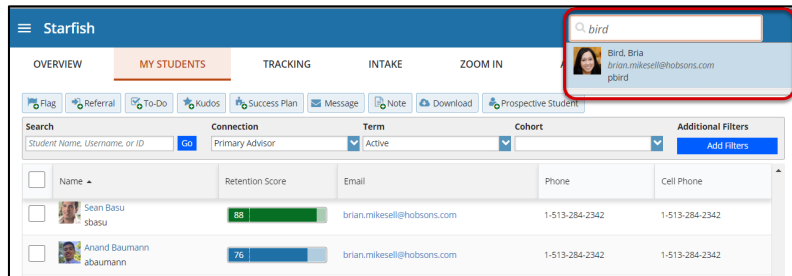 Starfish
bird
Bird, Bria
brian.mikesell@hobsons.com
pbird
OVERVIEW MY STUDENTS TRACKING INTAKE ZOOM IN
Flag Referral To-Do Kudos Success Plan Message Note Download Prospective Student
Search Connection Term Cohort Additional Filters
Student Name, Username, or ID Go Primary Advisor Active Add Filters
Name Retention Score Email Phone Cell Phone
Sean Basu 88 brian.mikesell@hobsons.com 1-513-284-2342 1-513-284-2342
sbasu
Anand Baumann 76 brian.mikesell@hobsons.com 1-513-284-2342 1-513-284-2342
abaumann